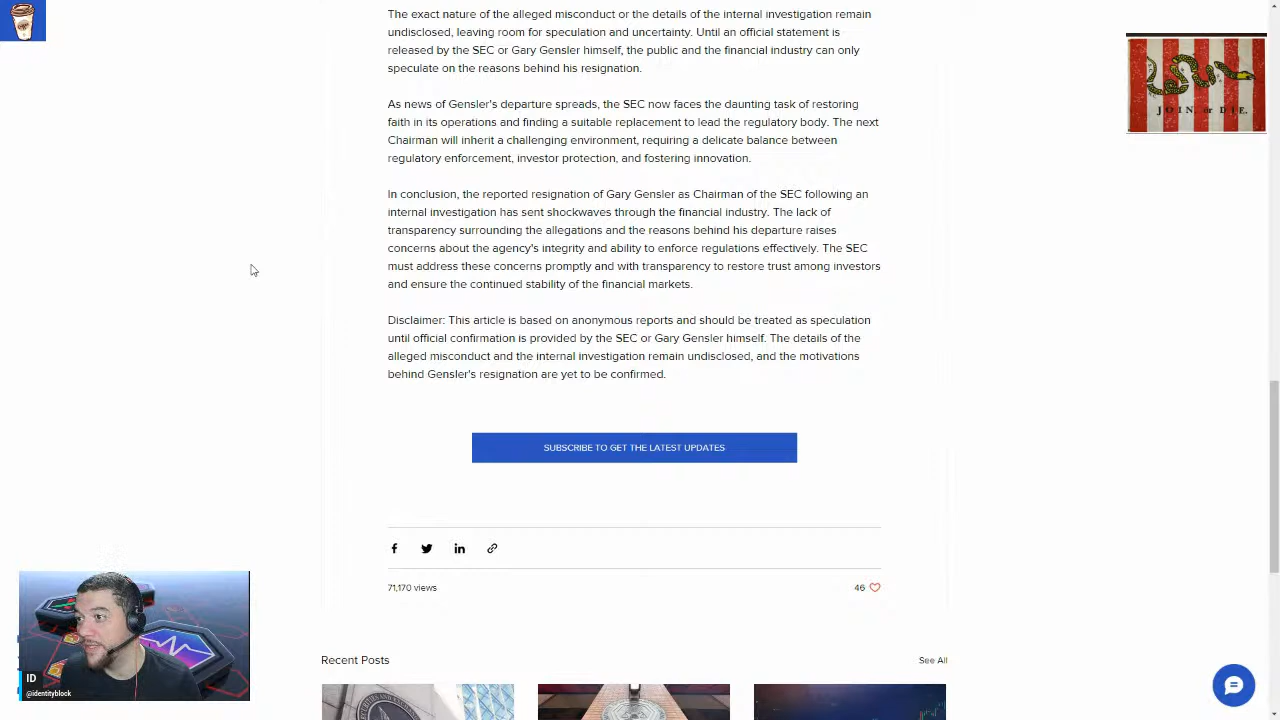 The exact nature of the alleged misconduct or the details of the internal investigation remain
undisclosed, leaving room for speculation and uncertainty. Until an official statement is
released by the SEC or Gary Gensler himself, the public and the financial industry can only
speculate on the reasons behind his resignation.
As news of Gensler's departure spreads, the SEC now faces the daunting task of restoring
faith in its operations and finding a suitable replacement to lead the regulatory body. The next
Chairman will inherit a challenging environment, requiring a delicate balance between
regulatory enforcement, investor protection, and fostering innovation.
In conclusion, the reported resignation of Gary Gensler as Chairman of the SEC following an
internal investigation has sent shockwaves through the financial industry. The lack of
transparency surrounding the allegations and the reasons behind his departure raises
concerns about the agency's integrity and ability to enforce regulations effectively. The SEC
must address these concerns promptly and with transparency to restore trust among investors
and ensure the continued stability of the financial markets.
Disclaimer: This article is based on anonymous reports and should be treated as speculation
until official confirmation is provided by the SEC or Gary Gensler himself. The details of the
alleged misconduct and the internal investigation remain undisclosed, and the motivations
behind Gensler's resignation are yet to be confirmed.
SUBSCRIBE TO GET THE LATEST UPDATES
71,170 views
46
Recent Posts
See All
JOIN or DIE.
ID
@identityblock